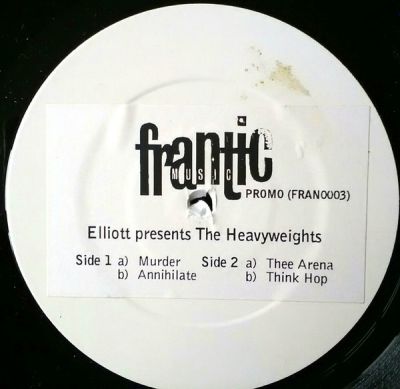 frantic
MUSIC
PROMO (FRAN0003)
Elliott presents The Heavyweights
Side 1 a) Murder Side 2 a) Thee Arena
b) Annihilate b) Think Hop